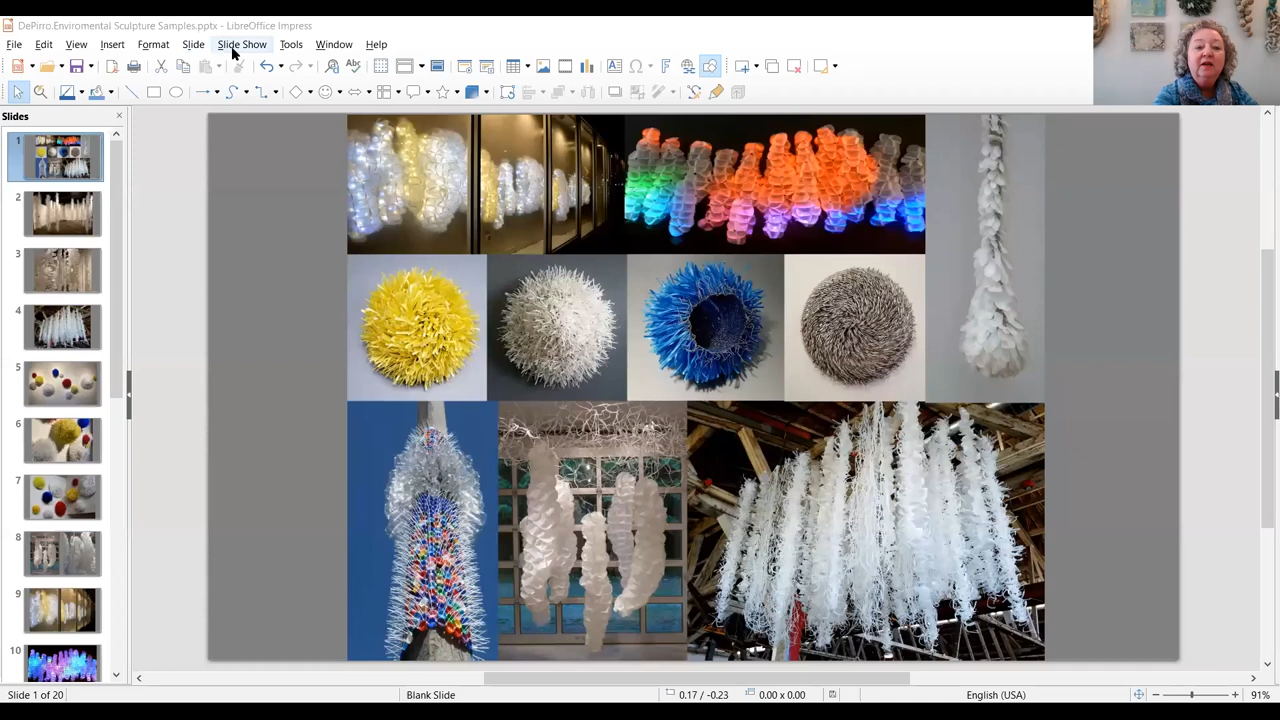 DePirro.Enviromental Sculpture Samples.pptx - LibreOffice Impress
File Edit View Insert Format Slide Slide Show Tools Window Help
Abc
Slides
1
2
3
4
5
6
7
8
9
10
Slide 1 of 20 Blank Slide 0.17 / -0.23 0.00 x 0.00 English (USA) 91%